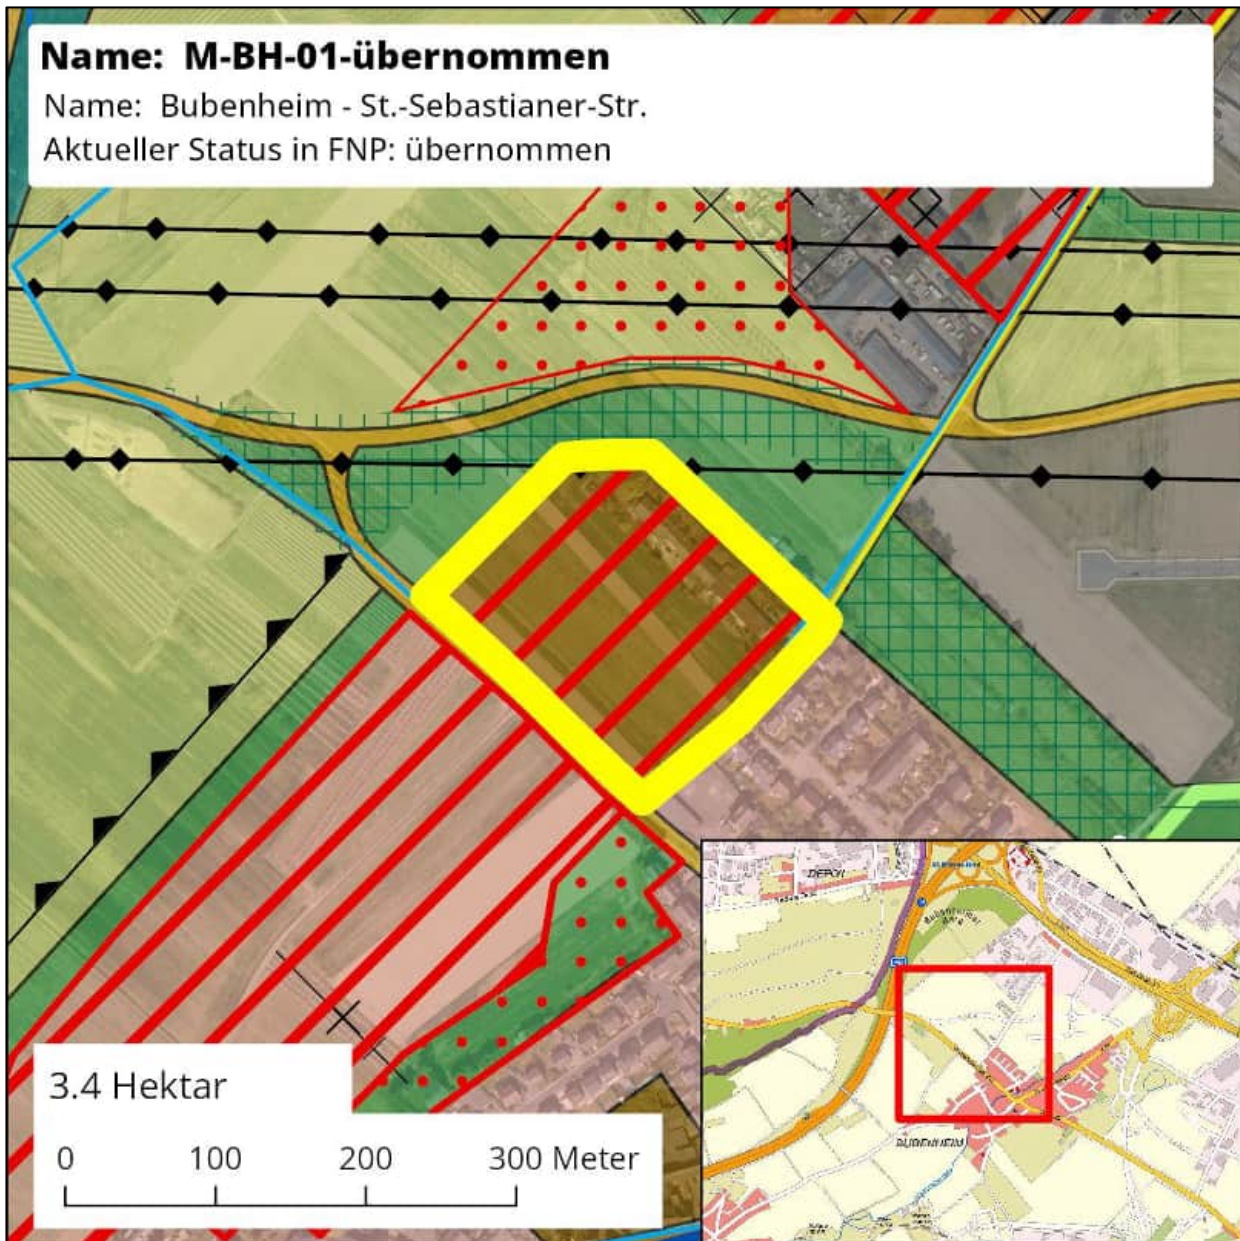 Name: M-BH-01-übernommen
Name: Bubenheim - St.-Sebastianer-Str.
Aktueller Status in FNP: übernommen
3.4 Hektar
0 100 200 300 Meter
DEPOT
BUBENHEIM